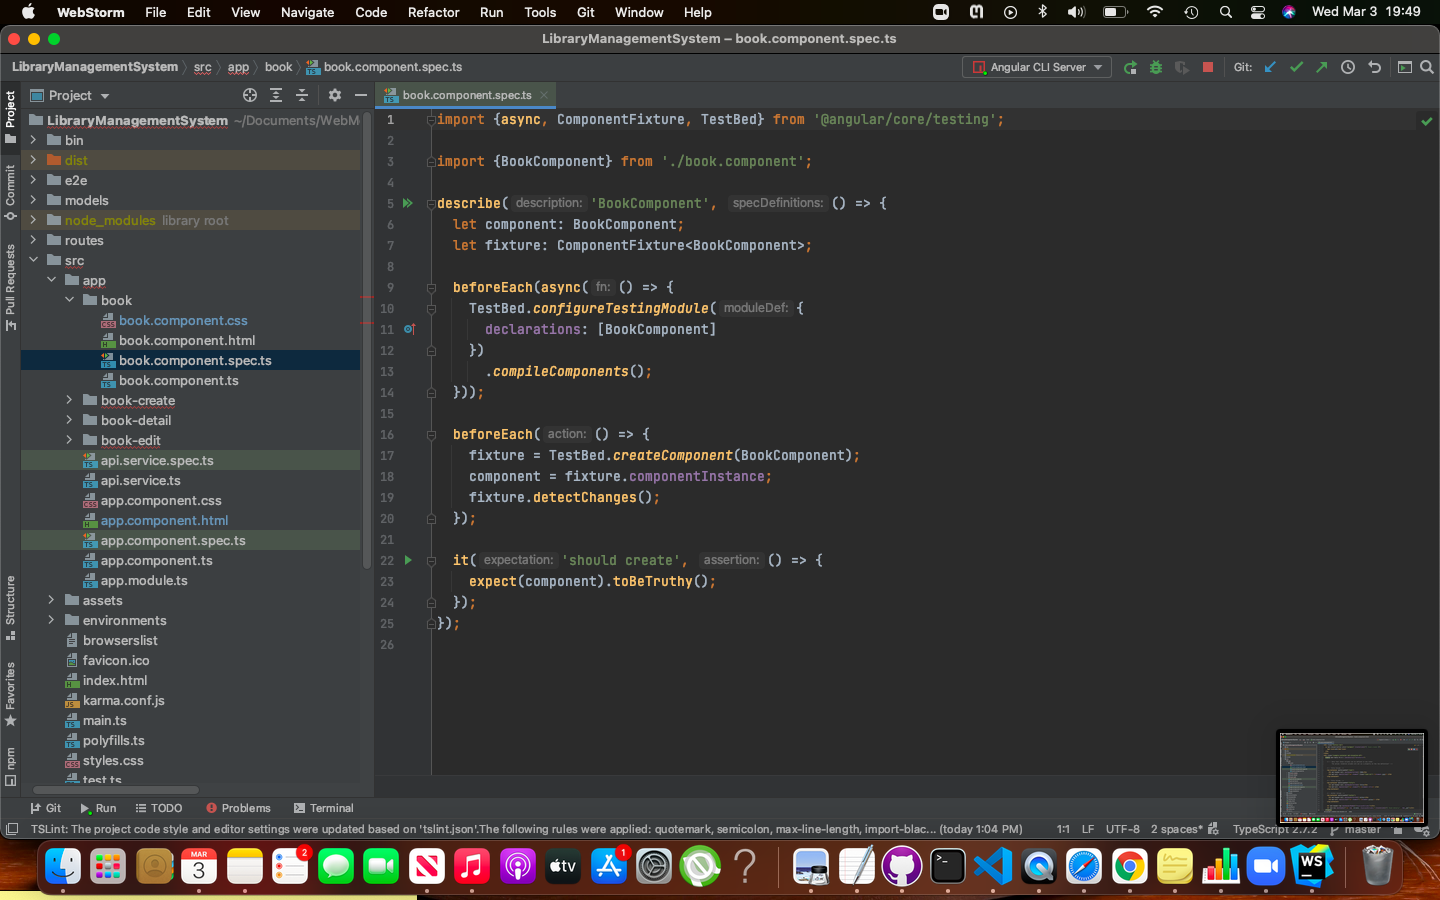 WebStorm File Edit View Navigate Code Refactor Run Tools Git Window Help Wed Mar 3 19:49
LibraryManagementSystem – book.component.spec.ts
LibraryManagementSystem src app book book.component.spec.ts Angular CLI Server Git:
Project
book.component.spec.ts
Project
Commit
Pull Requests
Structure
Favorites
npm
LibraryManagementSystem ~/Documents/WebM
bin
dist
e2e
models
node_modules library root
routes
src
app
book
book.component.css
book.component.html
book.component.spec.ts
book.component.ts
book-create
book-detail
book-edit
api.service.spec.ts
api.service.ts
app.component.css
app.component.html
app.component.spec.ts
app.component.ts
app.module.ts
assets
environments
browserslist
favicon.ico
index.html
karma.conf.js
main.ts
polyfills.ts
styles.css
test.ts
1 import {async, ComponentFixture, TestBed} from '@angular/core/testing';
2
3 import {BookComponent} from './book.component';
4
5 describe( description: 'BookComponent', specDefinitions: () => {
6 let component: BookComponent;
7 let fixture: ComponentFixture<BookComponent>;
8
9 beforeEach(async( fn: () => {
10 TestBed.configureTestingModule( moduleDef: {
11 declarations: [BookComponent]
12 })
13 .compileComponents();
14 }));
15
16 beforeEach( action: () => {
17 fixture = TestBed.createComponent(BookComponent);
18 component = fixture.componentInstance;
19 fixture.detectChanges();
20 });
21
22 it( expectation: 'should create', assertion: () => {
23 expect(component).toBeTruthy();
24 });
25 });
26
Git Run TODO Problems Terminal
TSLint: The project code style and editor settings were updated based on 'tslint.json'.The following rules were applied: quotemark, semicolon, max-line-length, import-blac... (today 1:04 PM) 1:1 LF UTF-8 2 spaces* TypeScript 2.7.2 master
MAR
3
2
tv
1
WS